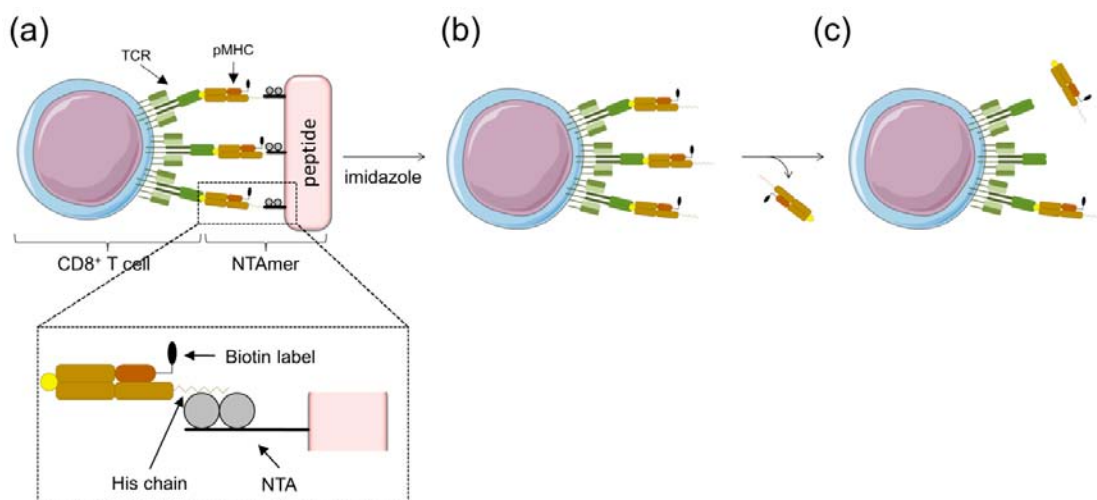 (a)
(b)
(c)
TCR
pMHC
peptide
imidazole
CD8⁺ T cell
NTAmer
Biotin label
His chain
NTA